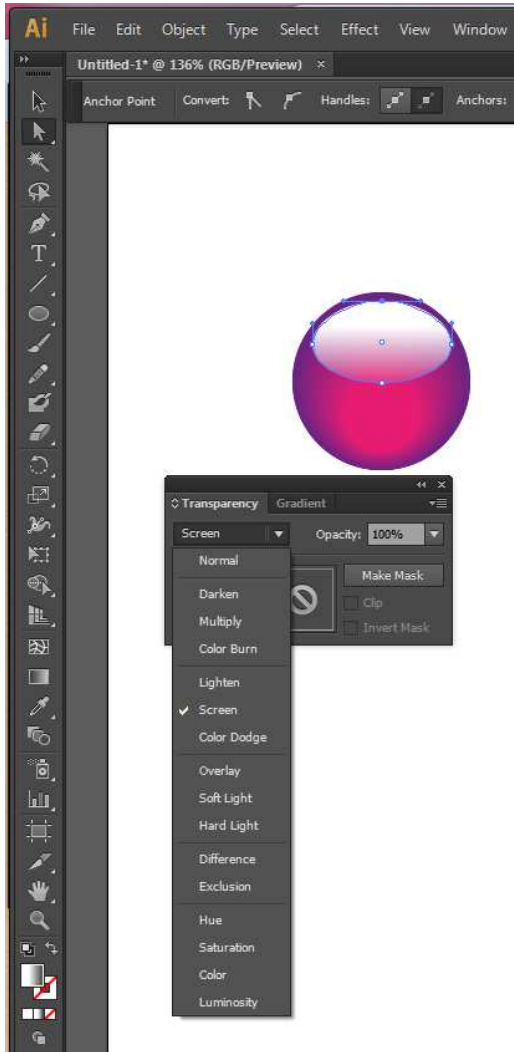 Ai File Edit Object Type Select Effect View Window
Untitled-1* @ 136% (RGB/Preview) ×
Anchor Point Convert: Handles: Anchors:
Transparency Gradient
Screen Opacity: 100%
Normal
Make Mask
Darken
Clip
Multiply
Invert Mask
Color Burn
Lighten
Screen
Color Dodge
Overlay
Soft Light
Hard Light
Difference
Exclusion
Hue
Saturation
Color
Luminosity